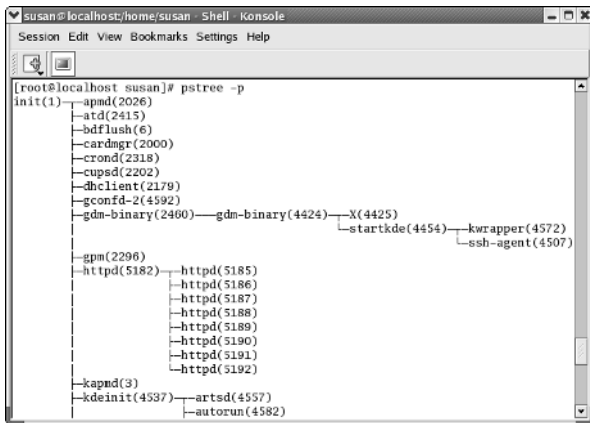 susan@localhost:/home/susan - Shell - Konsole
Session Edit View Bookmarks Settings Help
[root@localhost susan]# pstree -p
init(1)─┬─apmd(2026)
        ├─atd(2415)
        ├─bdflush(6)
        ├─cardmgr(2000)
        ├─crond(2318)
        ├─cupsd(2202)
        ├─dhclient(2179)
        ├─gconfd-2(4592)
        ├─gdm-binary(2460)───gdm-binary(4424)─┬─X(4425)
        │                                     └─startkde(4454)─┬─kwrapper(4572)
        │                                                      └─ssh-agent(4507)
        ├─gpm(2296)
        ├─httpd(5182)─┬─httpd(5185)
        │             ├─httpd(5186)
        │             ├─httpd(5187)
        │             ├─httpd(5188)
        │             ├─httpd(5189)
        │             ├─httpd(5190)
        │             ├─httpd(5191)
        │             └─httpd(5192)
        ├─kapmd(3)
        ├─kdeinit(4537)─┬─artsd(4557)
        │               ├─autorun(4582)